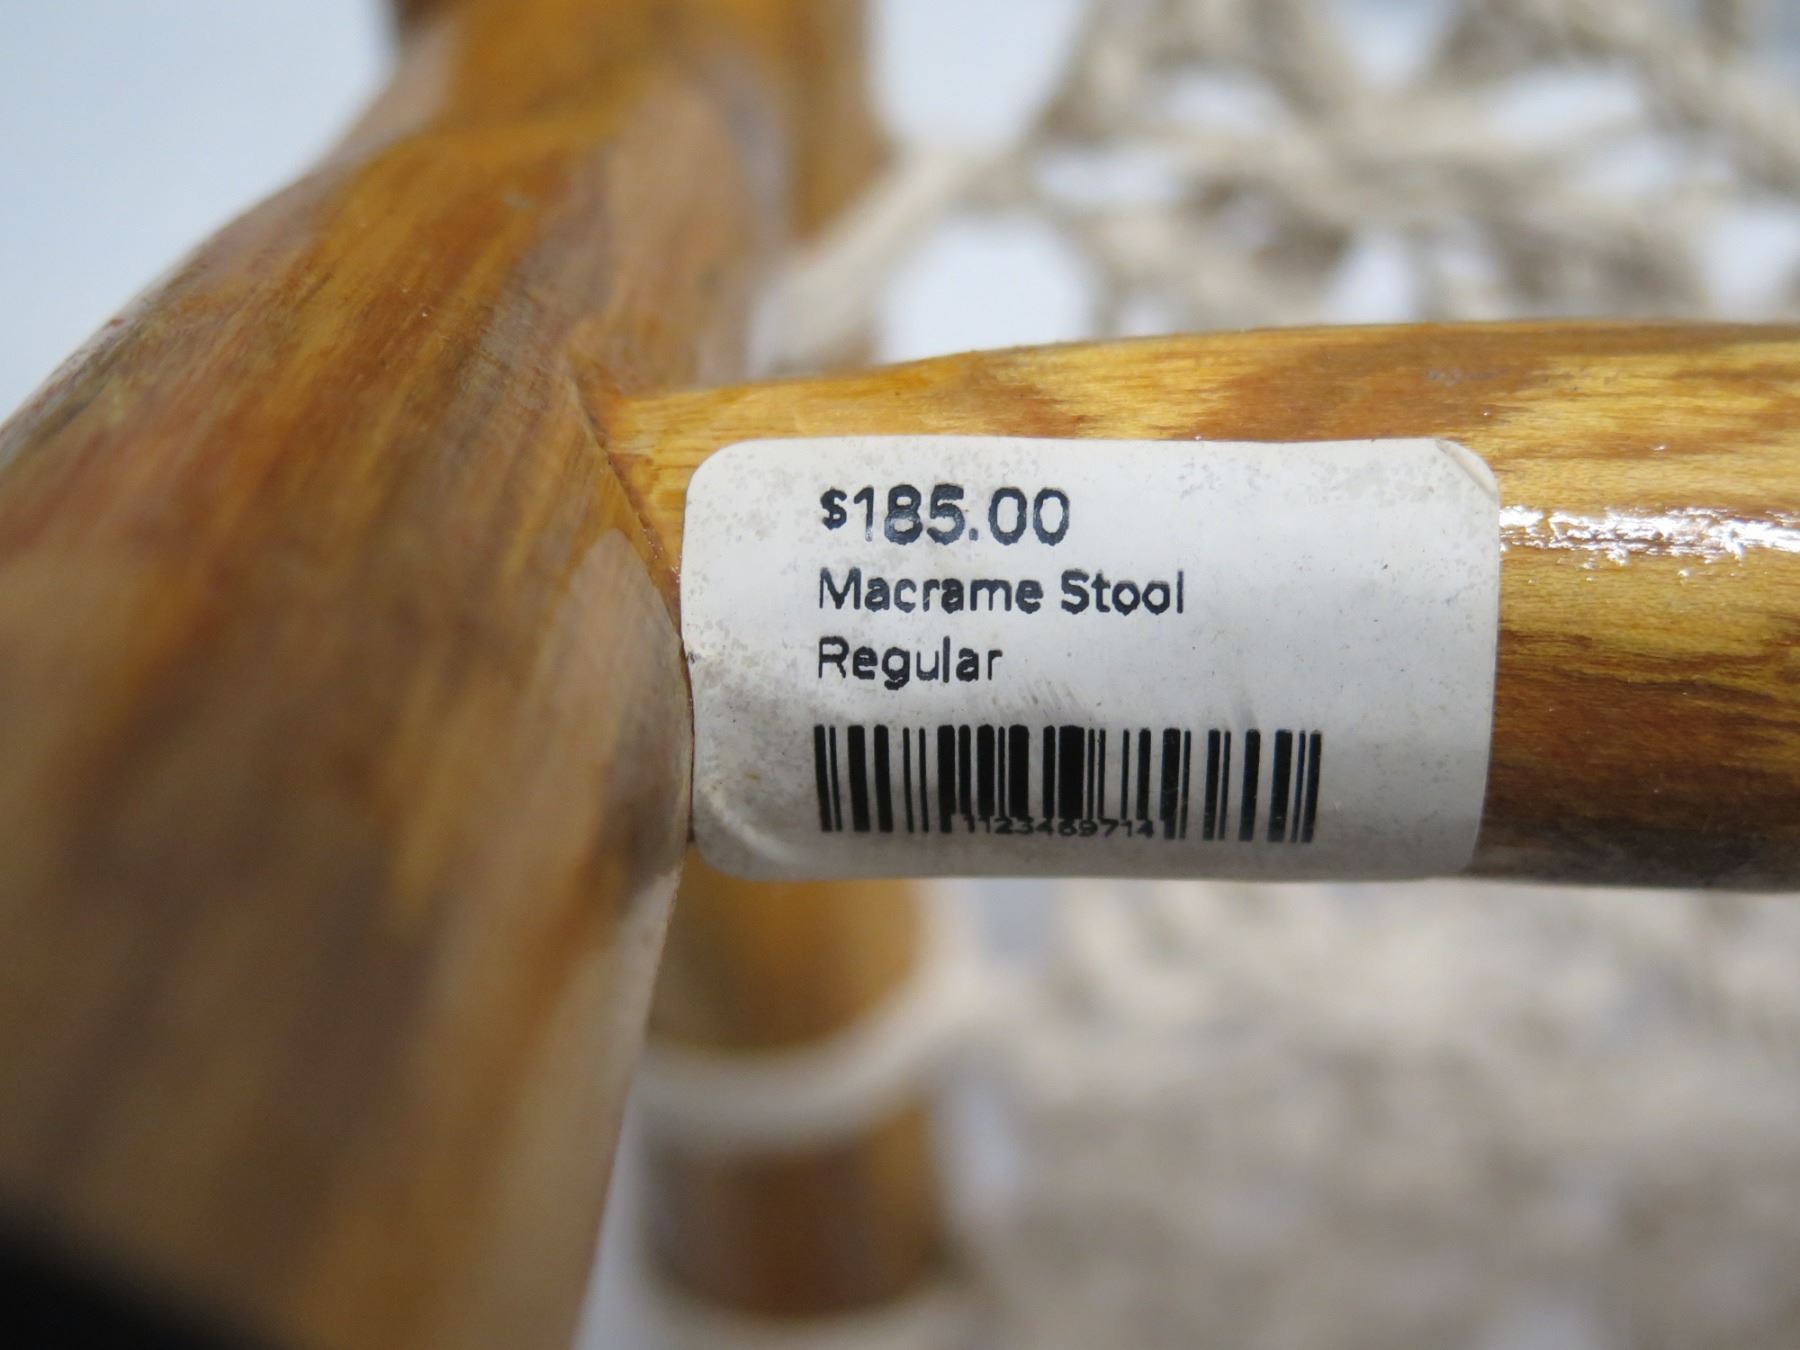 $185.00
Macrame Stool
Regular
1123469714